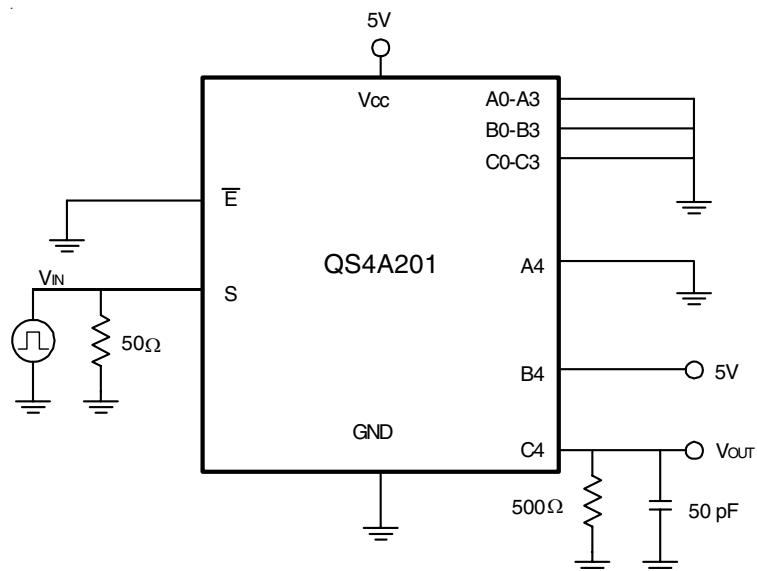 5V
Vcc
A0-A3
B0-B3
C0-C3
E
QS4A201
A4
VIN
S
50Ω
B4
5V
GND
C4
VOUT
500Ω
50 pF